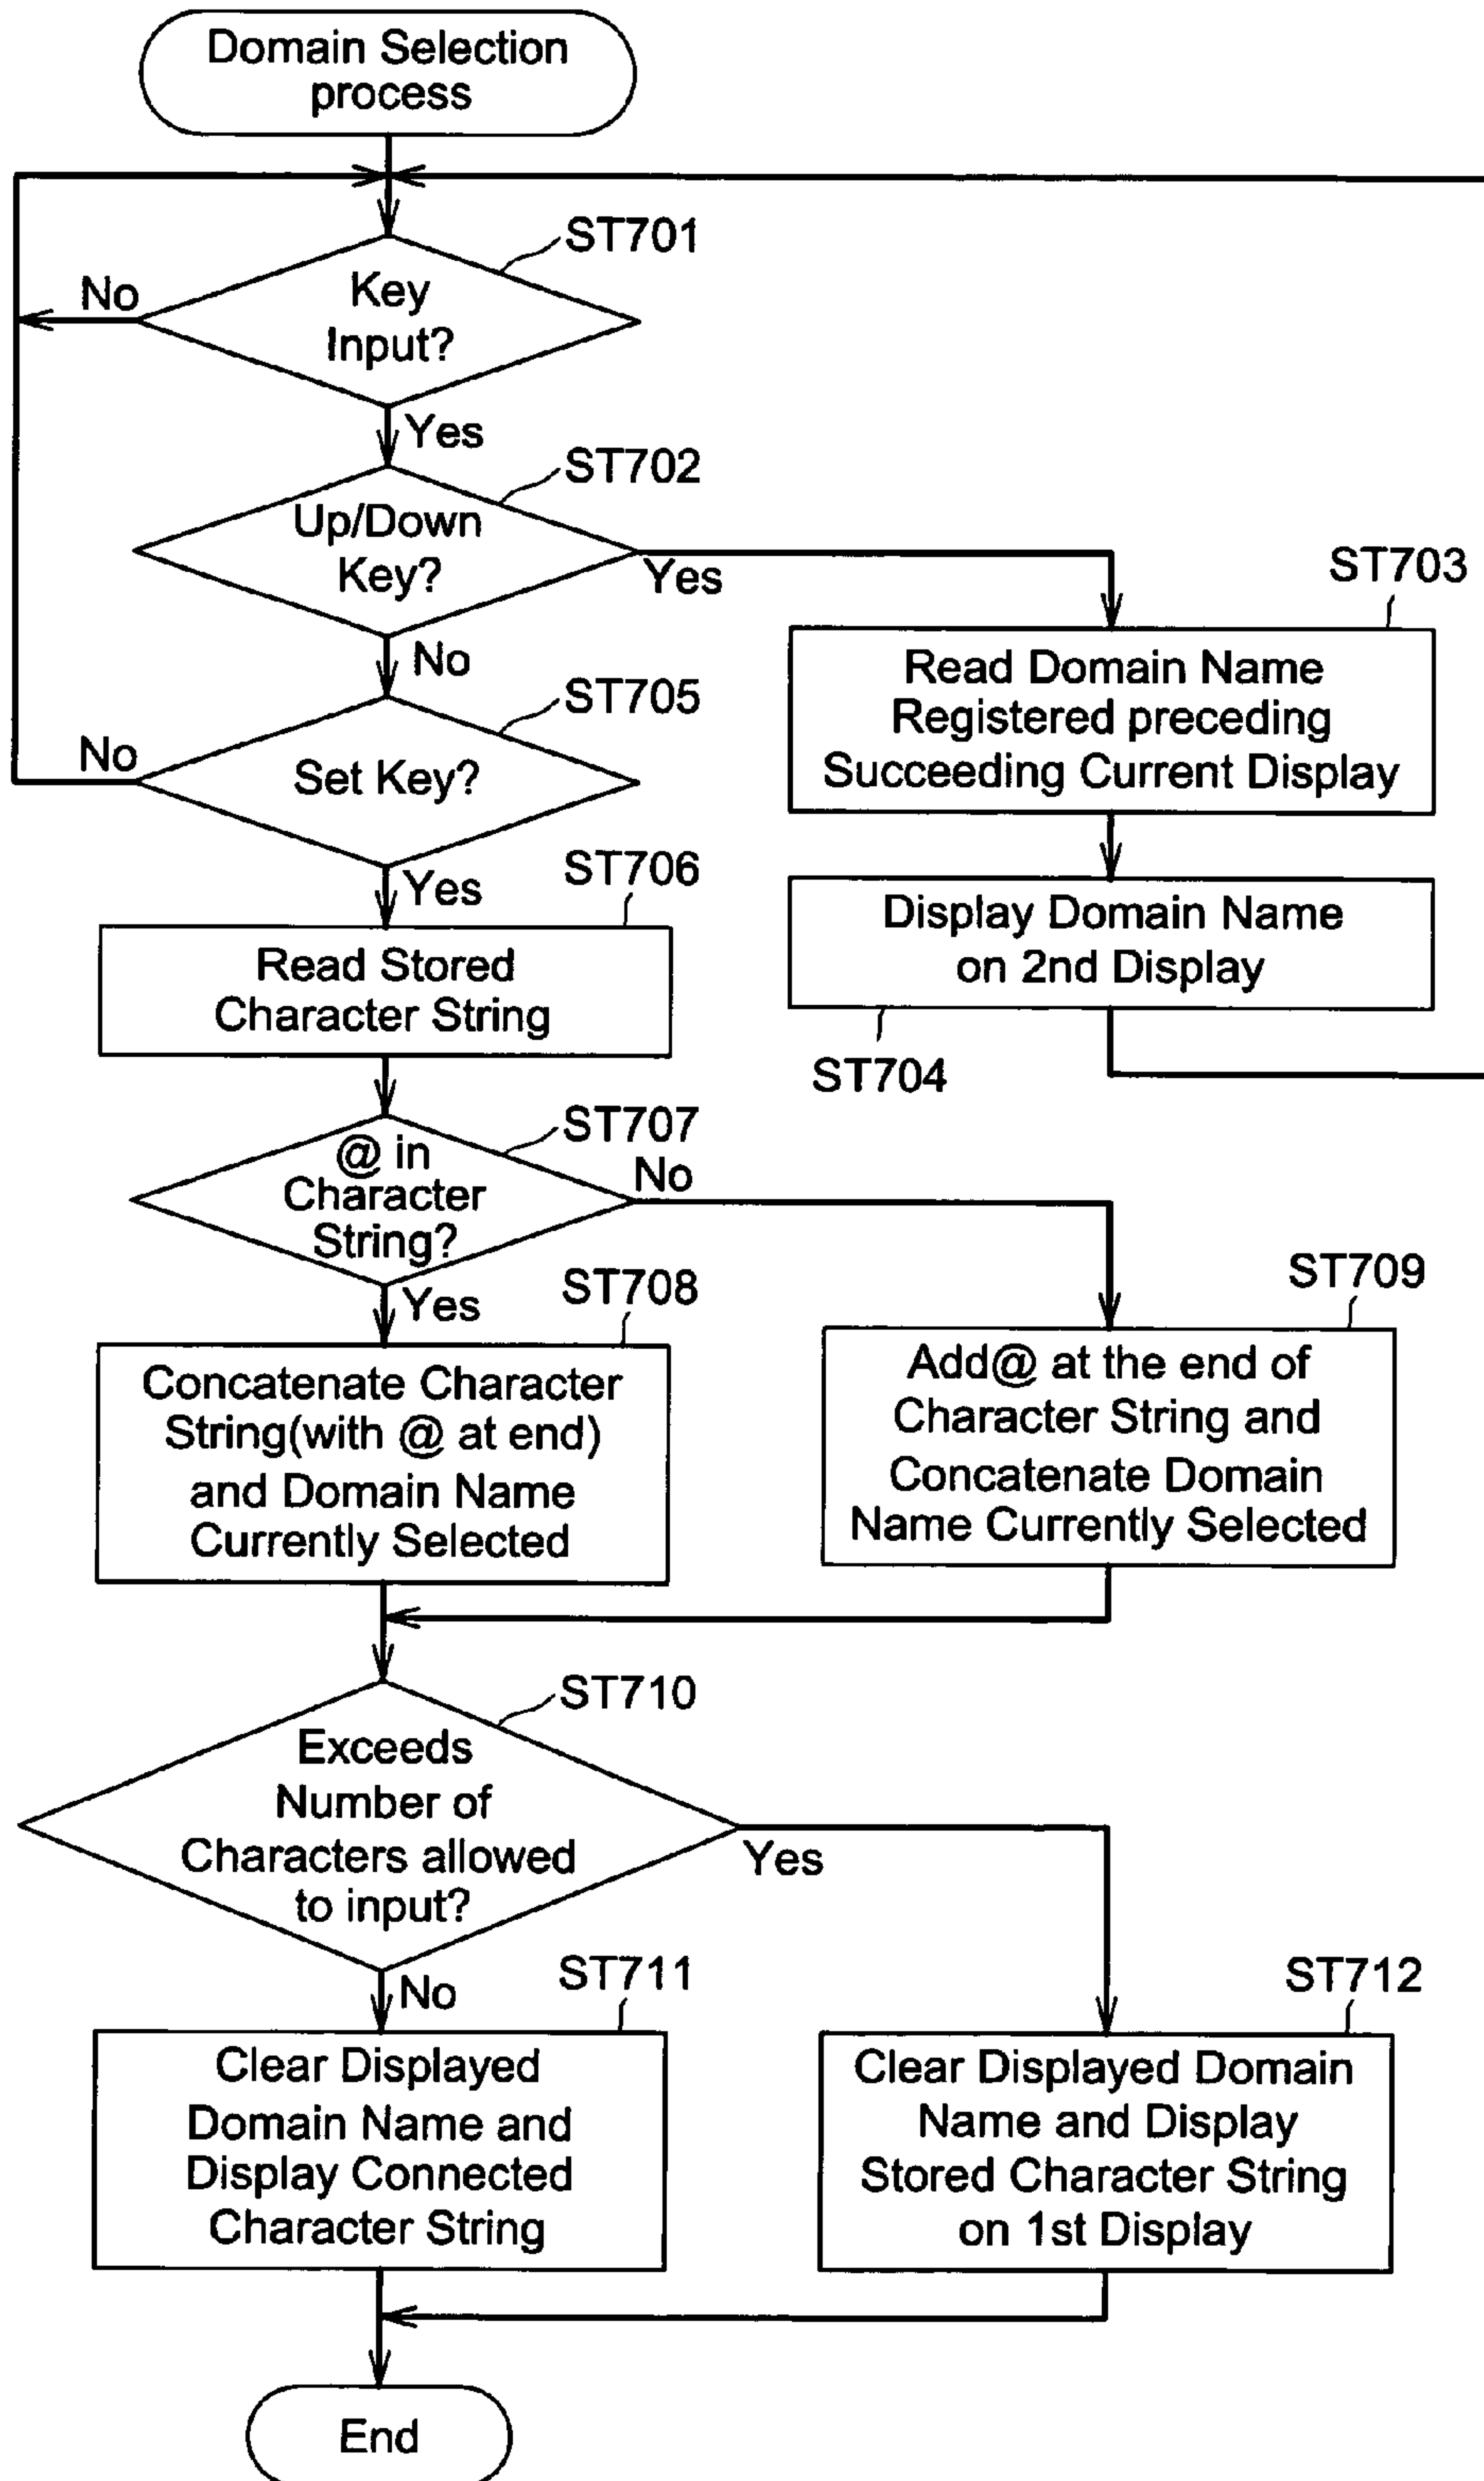 Domain Selection
process
ST701
No
Key
Input?
Yes
ST702
Up/Down
Key?
Yes
No
ST703
Read Domain Name
Registered preceding
Succeeding Current Display
ST705
No
Set Key?
Yes
ST706
Display Domain Name
on 2nd Display
ST704
Read Stored
Character String
ST707
@ in
Character
String?
No
Yes
ST708
ST709
Concatenate Character
String(with @ at end)
and Domain Name
Currently Selected
Add@ at the end of
Character String and
Concatenate Domain
Name Currently Selected
ST710
Exceeds
Number of
Characters allowed
to input?
Yes
No
ST711
ST712
Clear Displayed
Domain Name and
Display Connected
Character String
Clear Displayed Domain
Name and Display
Stored Character String
on 1st Display
End